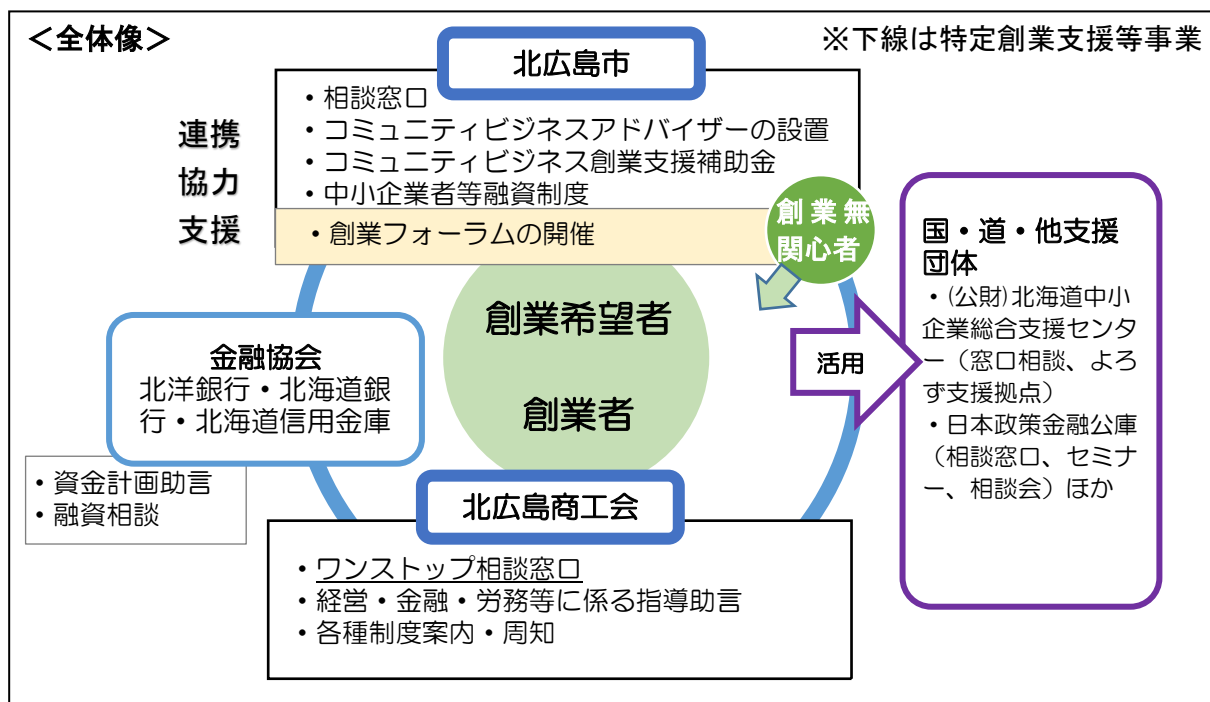 ＜全体像＞
※下線は特定創業支援等事業
北広島市
・相談窓口
・コミュニティビジネスアドバイザーの設置
・コミュニティビジネス創業支援補助金
・中小企業者等融資制度
・創業フォーラムの開催
連携
協力
支援
創業無
関心者
創業希望者
創業者
金融協会
北洋銀行・北海道銀
行・北海道信用金庫
・資金計画助言
・融資相談
北広島商工会
・ワンストップ相談窓口
・経営・金融・労務等に係る指導助言
・各種制度案内・周知
活用
国・道・他支援
団体
・(公財)北海道中小
企業総合支援センタ
ー（窓口相談、よろ
ず支援拠点）
・日本政策金融公庫
（相談窓口、セミナ
ー、相談会）ほか